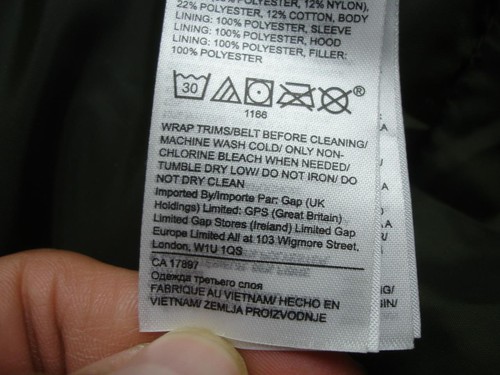 POLYESTER, 12% NYLON),
22% POLYESTER, 12% COTTON, BODY
LINING: 100% POLYESTER, SLEEVE
LINING: 100% POLYESTER, HOOD
LINING: 100% POLYESTER, FILLER:
100% POLYESTER
30 ®
1166
WRAP TRIMS/BELT BEFORE CLEANING/
MACHINE WASH COLD/ ONLY NON-
CHLORINE BLEACH WHEN NEEDED/
TUMBLE DRY LOW/ DO NOT IRON/ DO
NOT DRY CLEAN
Imported By/Importe Par: Gap (UK
Holdings) Limited: GPS (Great Britain)
Limited Gap Stores (Ireland) Limited Gap
Europe Limited All at 103 Wigmore Street,
London, W1U 1QS
CA 17897
Одежда третьего слоя
FABRIQUE AU VIETNAM/ HECHO EN
VIETNAM/ ZEMLJA PROIZVODNJE